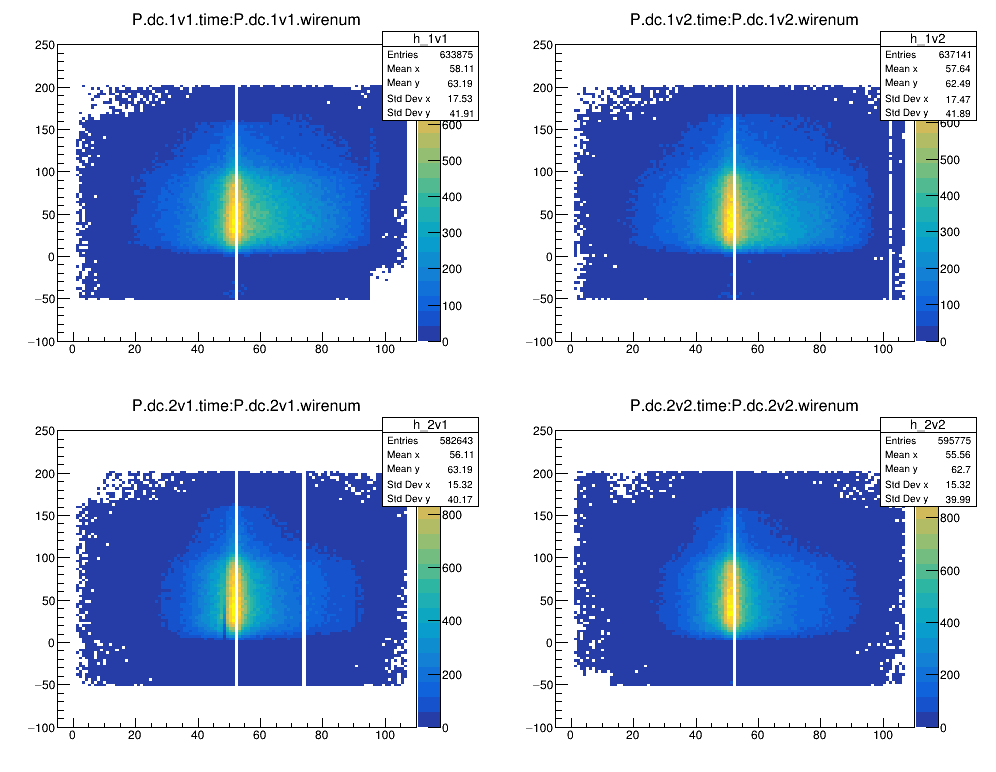 P.dc.1v1.time:P.dc.1v1.wirenum
h_1v1
Entries 633875
Mean x 58.11
Mean y 63.19
Std Dev x 17.53
Std Dev y 41.91
250
200
150
100
50
0
−50
−100
0 20 40 60 80 100
600
500
400
300
200
100
0
P.dc.1v2.time:P.dc.1v2.wirenum
h_1v2
Entries 637141
Mean x 57.64
Mean y 62.49
Std Dev x 17.47
Std Dev y 41.89
250
200
150
100
50
0
−50
−100
0 20 40 60 80 100
600
500
400
300
200
100
0
P.dc.2v1.time:P.dc.2v1.wirenum
h_2v1
Entries 582643
Mean x 56.11
Mean y 63.19
Std Dev x 15.32
Std Dev y 40.17
250
200
150
100
50
0
−50
−100
0 20 40 60 80 100
800
600
400
200
0
P.dc.2v2.time:P.dc.2v2.wirenum
h_2v2
Entries 595775
Mean x 55.56
Mean y 62.7
Std Dev x 15.32
Std Dev y 39.99
250
200
150
100
50
0
−50
−100
0 20 40 60 80 100
800
600
400
200
0